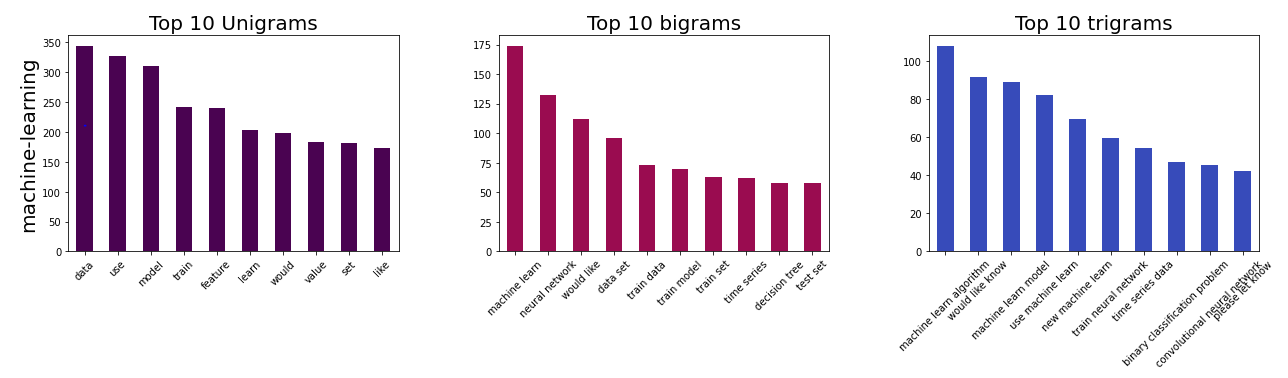 Top 10 Unigrams
machine-learning
350
300
250
200
150
100
50
0
data
use
model
train
feature
learn
would
value
set
like
Top 10 bigrams
175
150
125
100
75
50
25
0
machine learn
neural network
would like
data set
train data
train model
train set
time series
decision tree
test set
Top 10 trigrams
100
80
60
40
20
0
machine learn algorithm
would like know
machine learn model
use machine learn
new machine learn
train neural network
time series data
binary classification problem
convolutional neural network
please let know